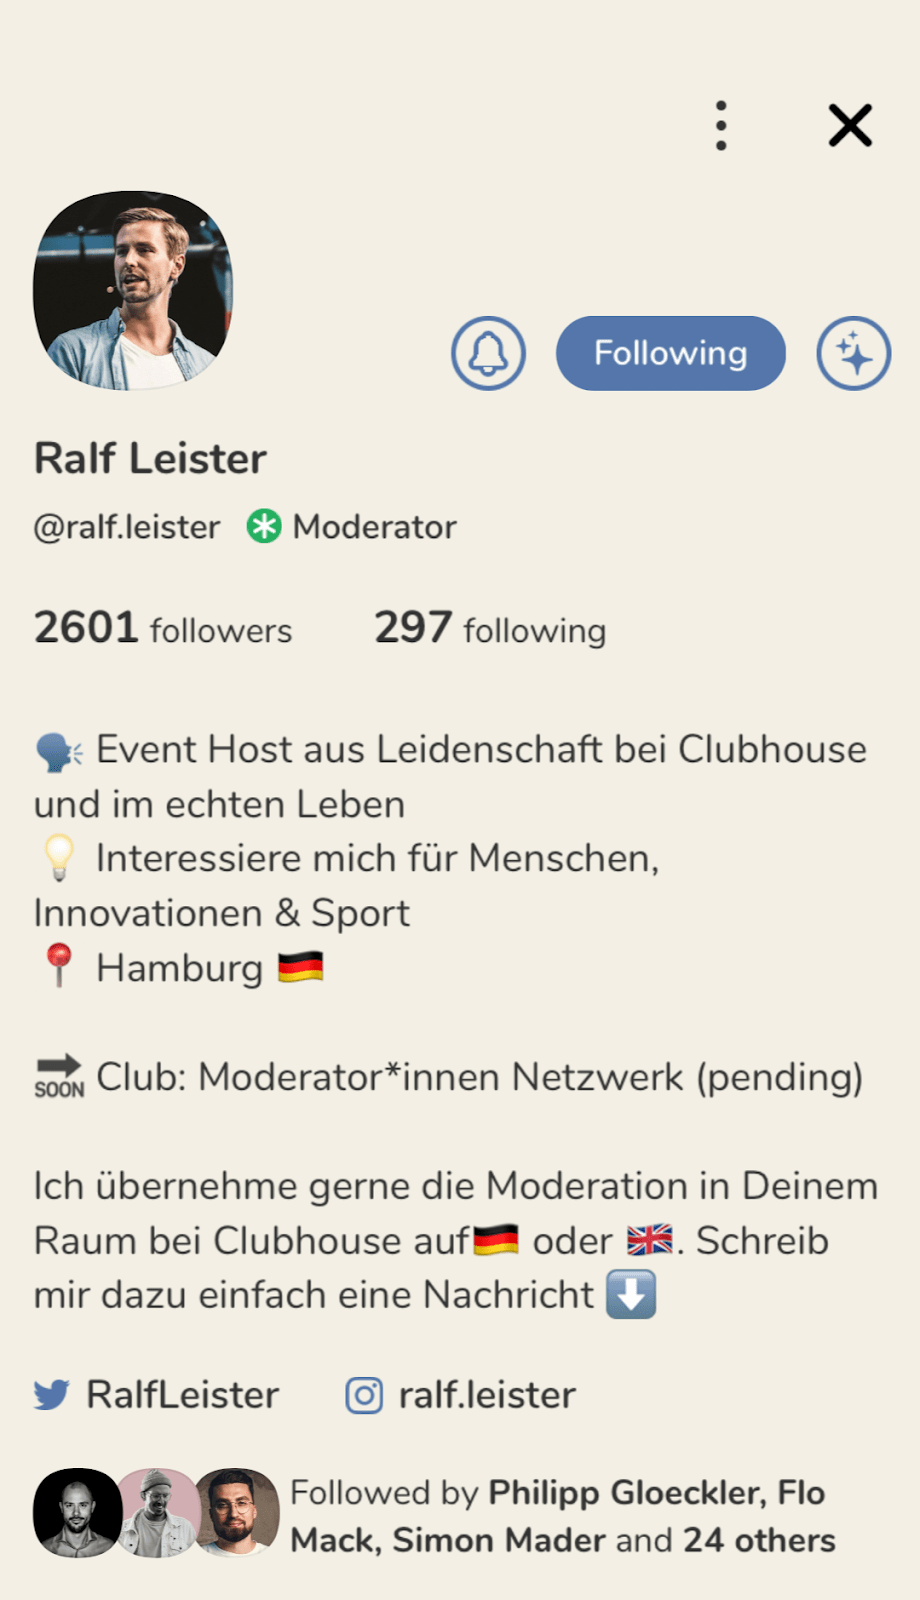 Following
Ralf Leister
@ralf.leister Moderator
2601 followers 297 following
🗣️ Event Host aus Leidenschaft bei Clubhouse
und im echten Leben
💡 Interessiere mich für Menschen,
Innovationen & Sport
📍 Hamburg 🇩🇪
🔜 Club: Moderator*innen Netzwerk (pending)
Ich übernehme gerne die Moderation in Deinem
Raum bei Clubhouse auf🇩🇪 oder 🇬🇧. Schreib
mir dazu einfach eine Nachricht ⬇️
RalfLeister ralf.leister
Followed by Philipp Gloeckler, Flo
Mack, Simon Mader and 24 others